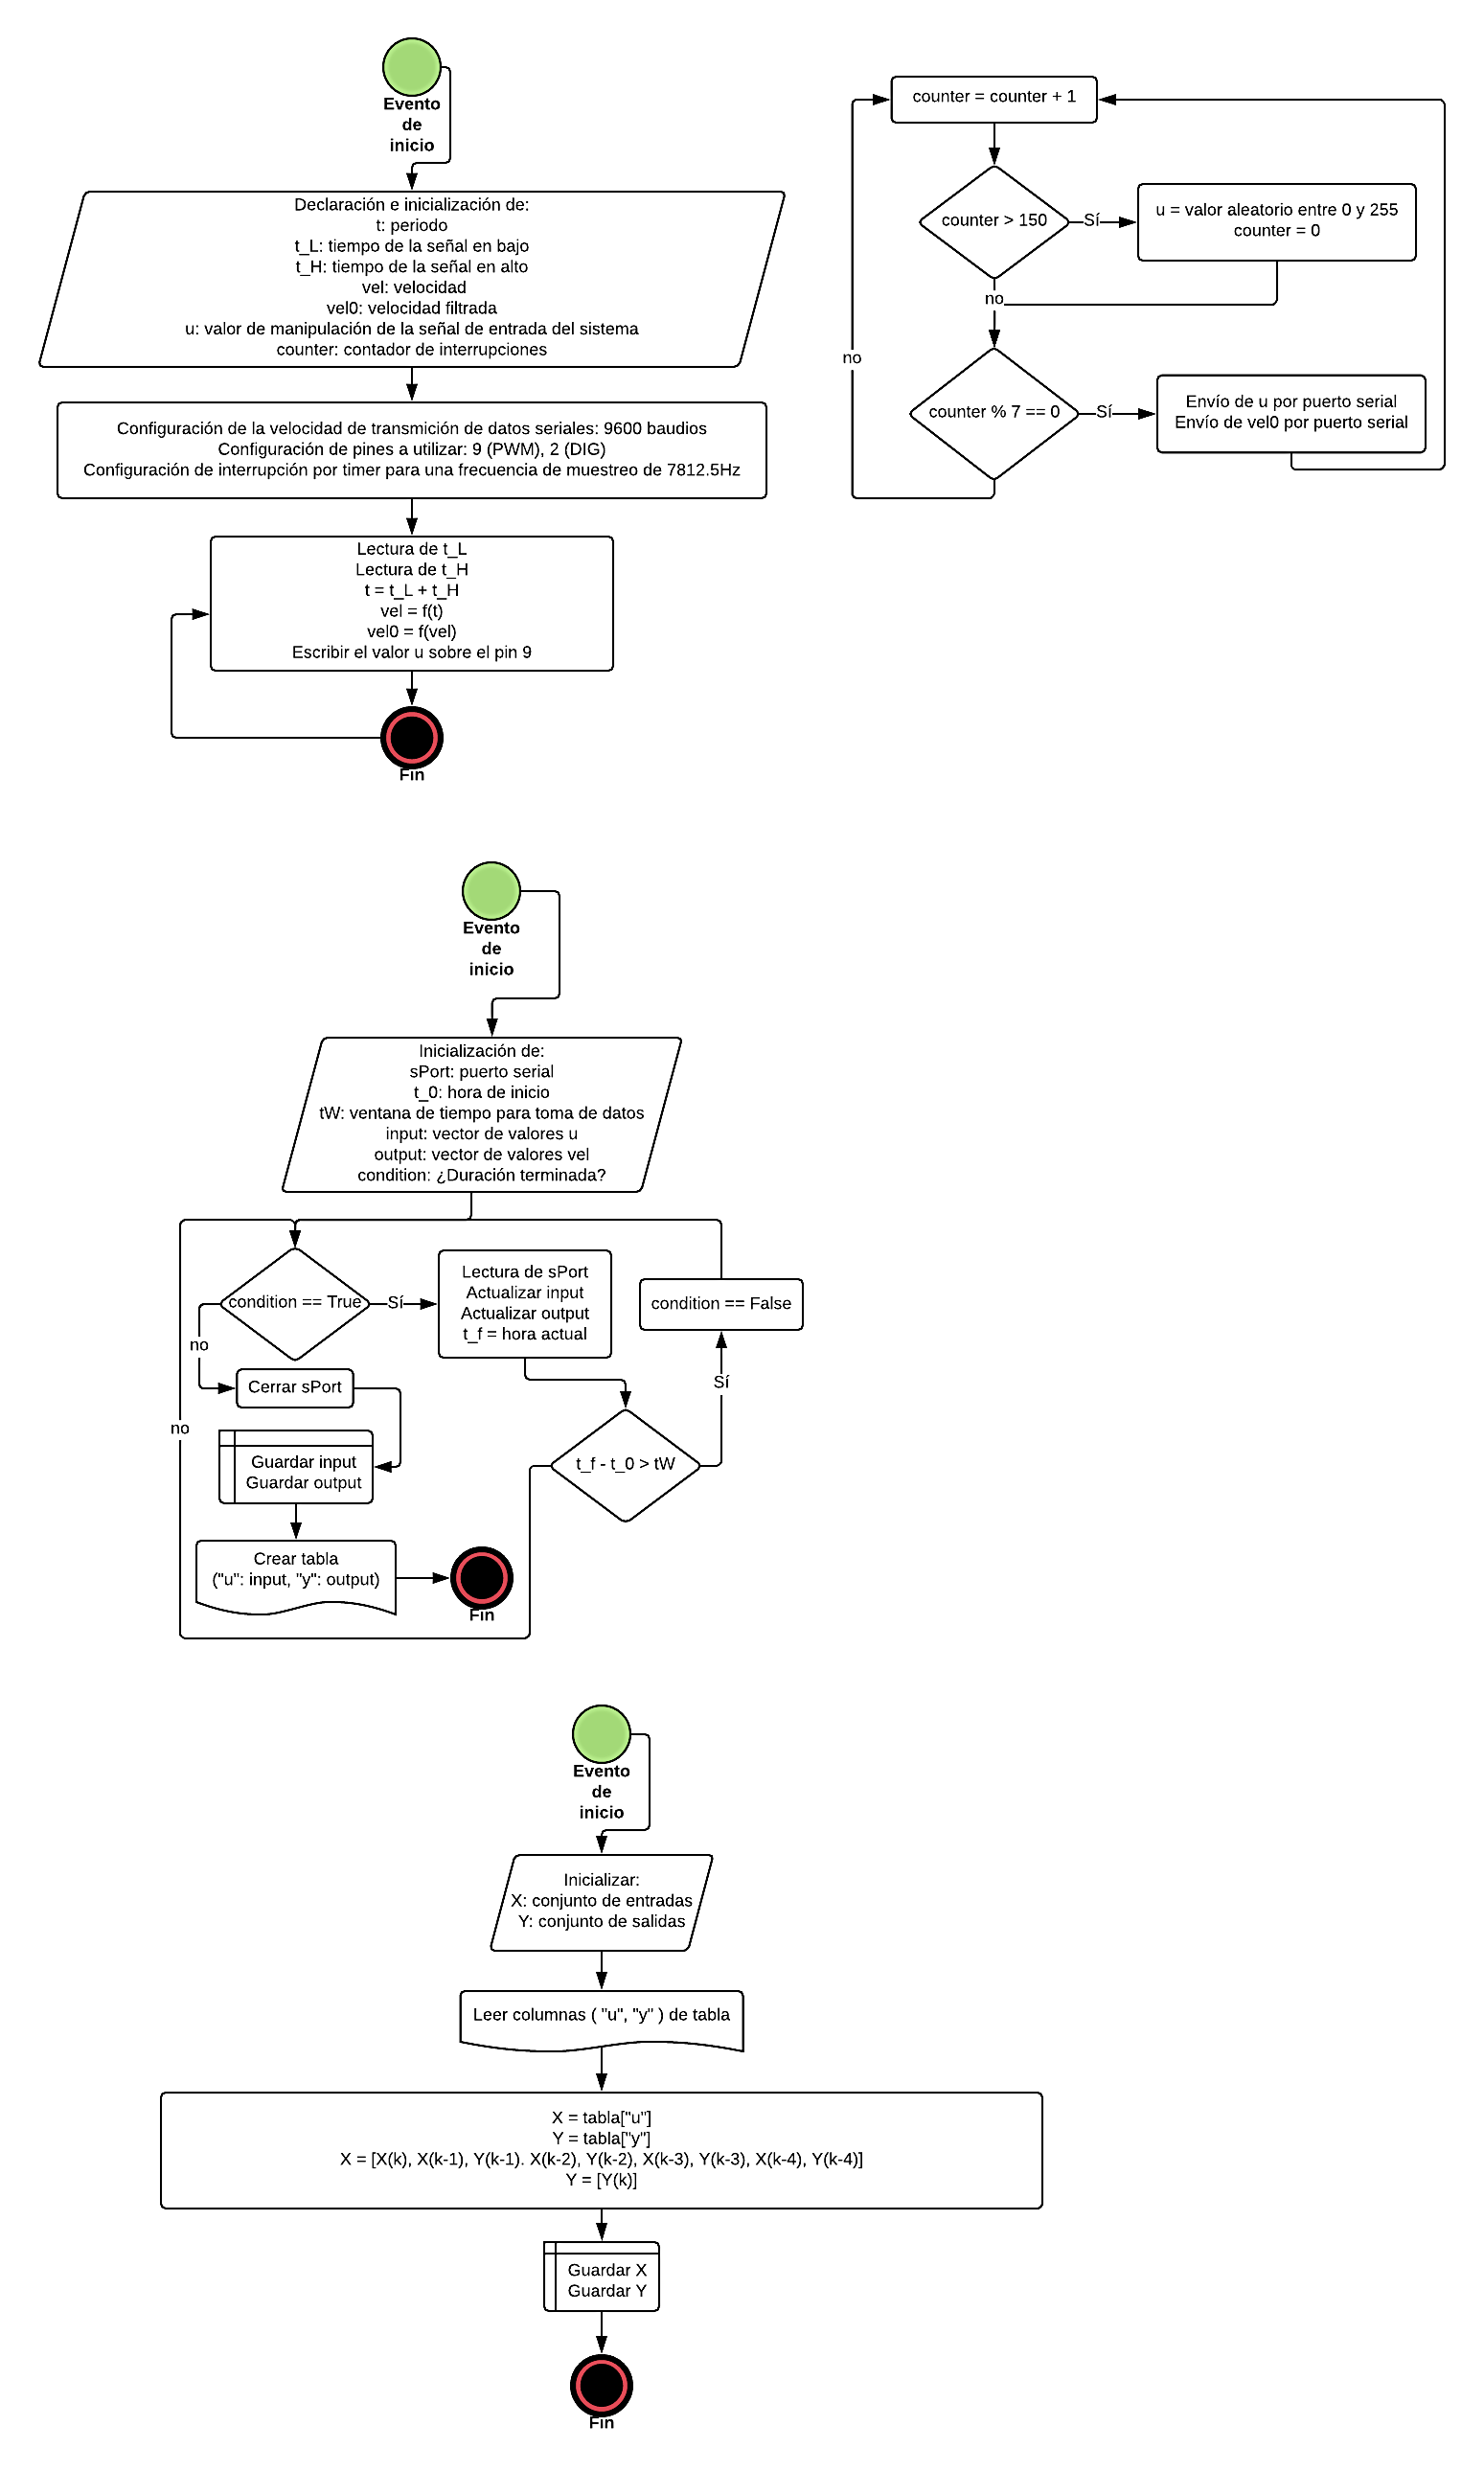 Evento
de
inicio
Declaración e inicialización de:
t: periodo
t_L: tiempo de la señal en bajo
t_H: tiempo de la señal en alto
vel: velocidad
vel0: velocidad filtrada
u: valor de manipulación de la señal de entrada del sistema
counter: contador de interrupciones
Configuración de la velocidad de transmición de datos seriales: 9600 baudios
Configuración de pines a utilizar: 9 (PWM), 2 (DIG)
Configuración de interrupción por timer para una frecuencia de muestreo de 7812.5Hz
Lectura de t_L
Lectura de t_H
t = t_L + t_H
vel = f(t)
vel0 = f(vel)
Escribir el valor u sobre el pin 9
Fin
counter = counter + 1
counter > 150
Sí
u = valor aleatorio entre 0 y 255
counter = 0
no
no
counter % 7 == 0
Sí
Envío de u por puerto serial
Envío de vel0 por puerto serial
Evento
de
inicio
Inicialización de:
sPort: puerto serial
t_0: hora de inicio
tW: ventana de tiempo para toma de datos
input: vector de valores u
output: vector de valores vel
condition: ¿Duración terminada?
condition == True
Sí
Lectura de sPort
Actualizar input
Actualizar output
t_f = hora actual
condition == False
no
Cerrar sPort
Sí
no
Guardar input
Guardar output
t_f - t_0 > tW
Crear tabla
("u": input, "y": output)
Fin
Evento
de
inicio
Inicializar:
X: conjunto de entradas
Y: conjunto de salidas
Leer columnas ( "u", "y" ) de tabla
X = tabla["u"]
Y = tabla["y"]
X = [X(k), X(k-1), Y(k-1). X(k-2), Y(k-2), X(k-3), Y(k-3), X(k-4), Y(k-4)]
Y = [Y(k)]
Guardar X
Guardar Y
Fin